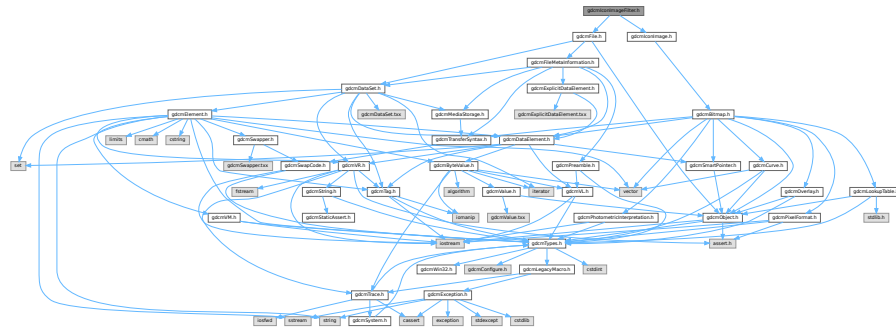 gdcmIconImageFilter.h
gdcmFile.h
gdcmIconImage.h
gdcmFileMetaInformation.h
gdcmDataSet.h
gdcmExplicitDataElement.h
gdcmElement.h
gdcmDataSet.txx
gdcmMediaStorage.h
gdcmExplicitDataElement.txx
gdcmBitmap.h
limits
cmath
cstring
gdcmSwapper.h
gdcmTransferSyntax.h
gdcmDataElement.h
set
gdcmSwapper.txx
gdcmSwapCode.h
gdcmVR.h
gdcmByteValue.h
gdcmPreamble.h
gdcmSmartPointer.h
gdcmCurve.h
fstream
gdcmString.h
gdcmTag.h
algorithm
gdcmValue.h
iterator
gdcmVL.h
vector
gdcmOverlay.h
gdcmLookupTable.h
gdcmVM.h
gdcmStaticAssert.h
iomanip
gdcmValue.txx
gdcmPhotometricInterpretation.h
gdcmObject.h
gdcmPixelFormat.h
stdlib.h
iostream
gdcmTypes.h
assert.h
gdcmWin32.h
gdcmConfigure.h
gdcmLegacyMacro.h
cstdint
gdcmTrace.h
gdcmException.h
iosfwd
sstream
string
gdcmSystem.h
cassert
exception
stdexcept
cstdlib